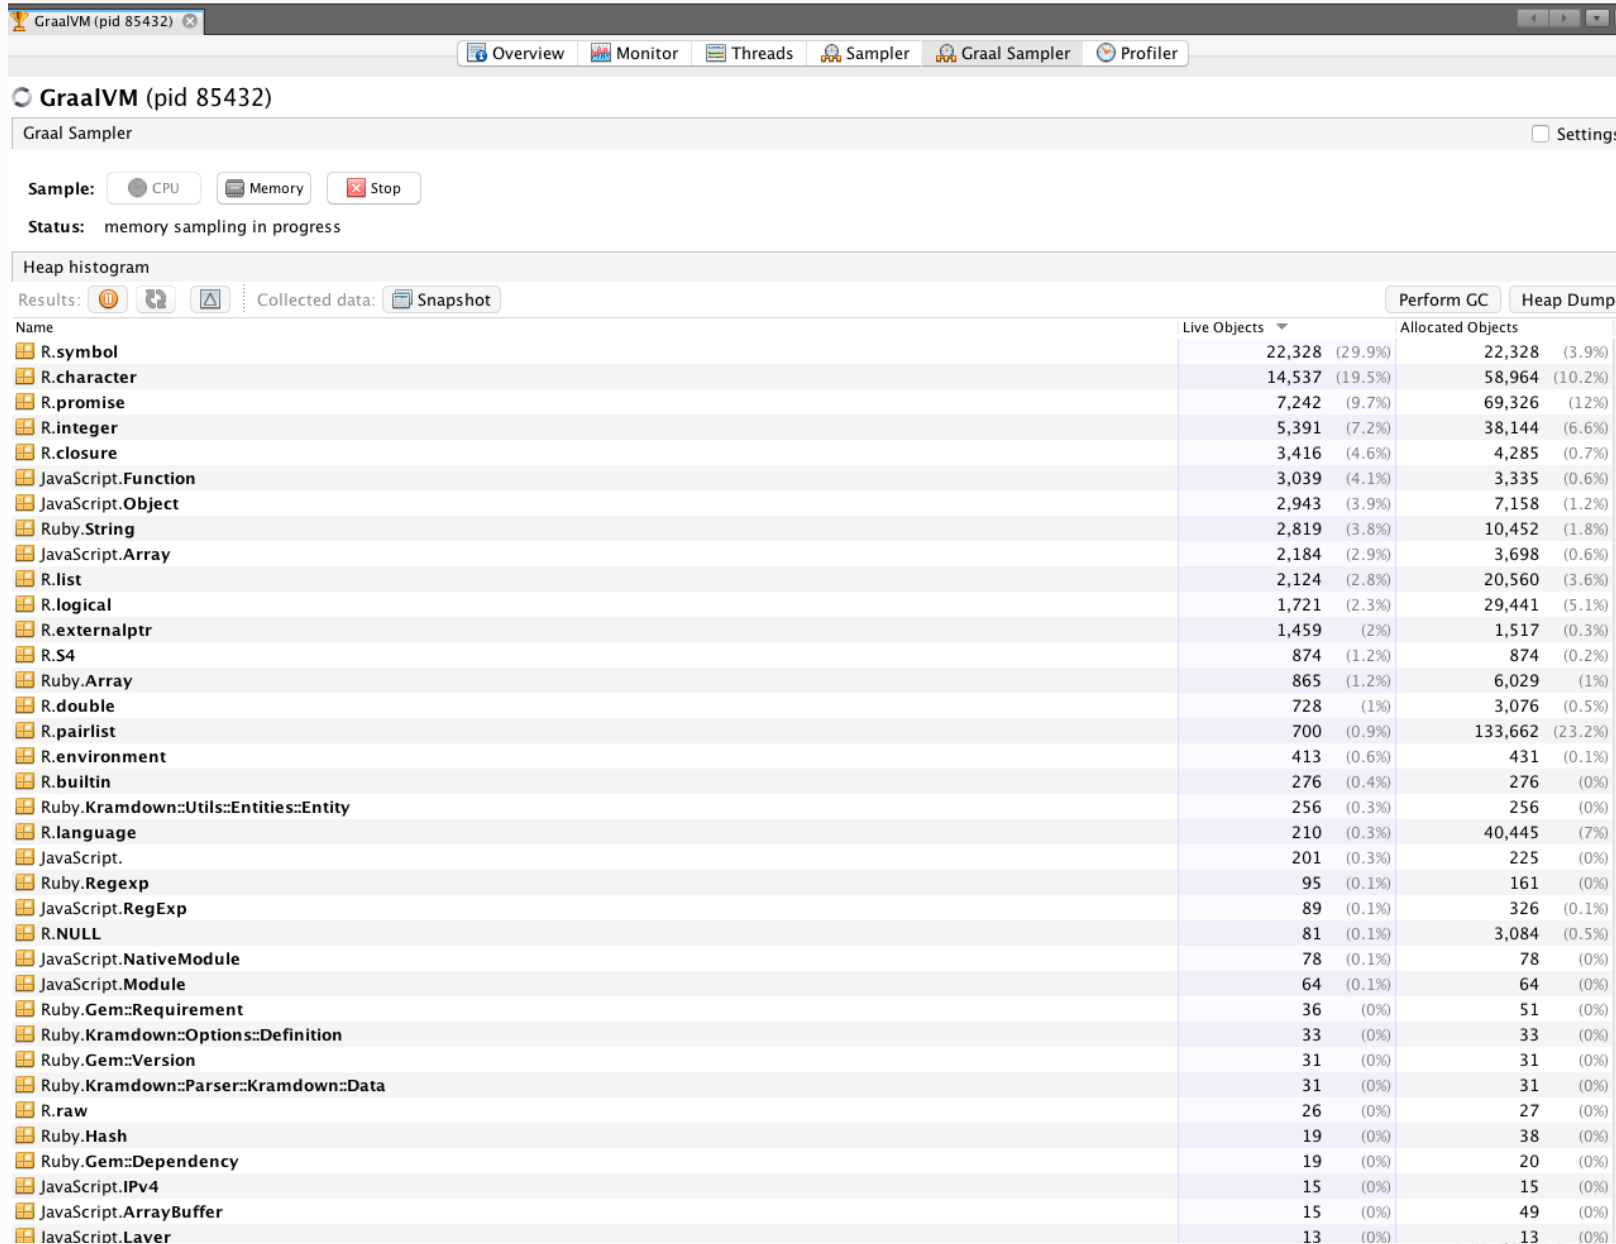 GraalVM (pid 85432)
Overview Monitor Threads Sampler Graal Sampler Profiler
GraalVM (pid 85432)
Graal Sampler Settings
Sample: CPU Memory Stop
Status: memory sampling in progress
Heap histogram
Results: Collected data: Snapshot Perform GC Heap Dump
Name Live Objects Allocated Objects
R.symbol 22,328 (29.9%) 22,328 (3.9%)
R.character 14,537 (19.5%) 58,964 (10.2%)
R.promise 7,242 (9.7%) 69,326 (12%)
R.integer 5,391 (7.2%) 38,144 (6.6%)
R.closure 3,416 (4.6%) 4,285 (0.7%)
JavaScript.Function 3,039 (4.1%) 3,335 (0.6%)
JavaScript.Object 2,943 (3.9%) 7,158 (1.2%)
Ruby.String 2,819 (3.8%) 10,452 (1.8%)
JavaScript.Array 2,184 (2.9%) 3,698 (0.6%)
R.list 2,124 (2.8%) 20,560 (3.6%)
R.logical 1,721 (2.3%) 29,441 (5.1%)
R.externalptr 1,459 (2%) 1,517 (0.3%)
R.S4 874 (1.2%) 874 (0.2%)
Ruby.Array 865 (1.2%) 6,029 (1%)
R.double 728 (1%) 3,076 (0.5%)
R.pairlist 700 (0.9%) 133,662 (23.2%)
R.environment 413 (0.6%) 431 (0.1%)
R.builtin 276 (0.4%) 276 (0%)
Ruby.Kramdown::Utils::Entities::Entity 256 (0.3%) 256 (0%)
R.language 210 (0.3%) 40,445 (7%)
JavaScript. 201 (0.3%) 225 (0%)
Ruby.Regexp 95 (0.1%) 161 (0%)
JavaScript.RegExp 89 (0.1%) 326 (0.1%)
R.NULL 81 (0.1%) 3,084 (0.5%)
JavaScript.NativeModule 78 (0.1%) 78 (0%)
JavaScript.Module 64 (0.1%) 64 (0%)
Ruby.Gem::Requirement 36 (0%) 51 (0%)
Ruby.Kramdown::Options::Definition 33 (0%) 33 (0%)
Ruby.Gem::Version 31 (0%) 31 (0%)
Ruby.Kramdown::Parser::Kramdown::Data 31 (0%) 31 (0%)
R.raw 26 (0%) 27 (0%)
Ruby.Hash 19 (0%) 38 (0%)
Ruby.Gem::Dependency 19 (0%) 20 (0%)
JavaScript.IPv4 15 (0%) 15 (0%)
JavaScript.ArrayBuffer 15 (0%) 49 (0%)
JavaScript.Layer 13 (0%) 13 (0%)